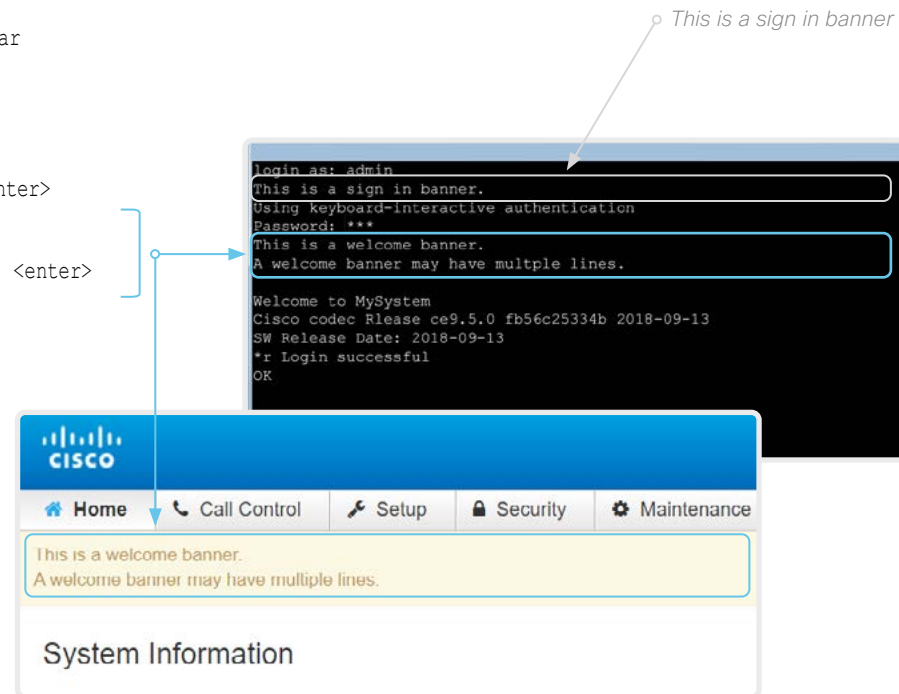 This is a sign in banner
ar
nter>
<enter>
login as: admin
This is a sign in banner.
Using keyboard-interactive authentication
Password: ***
This is a welcome banner.
A welcome banner may have multple lines.
Welcome to MySystem
Cisco codec Rlease ce9.5.0 fb56c25334b 2018-09-13
SW Release Date: 2018-09-13
*r Login successful
OK
CISCO
Home Call Control Setup Security Maintenance
This is a welcome banner.
A welcome banner may have multiple lines.
System Information